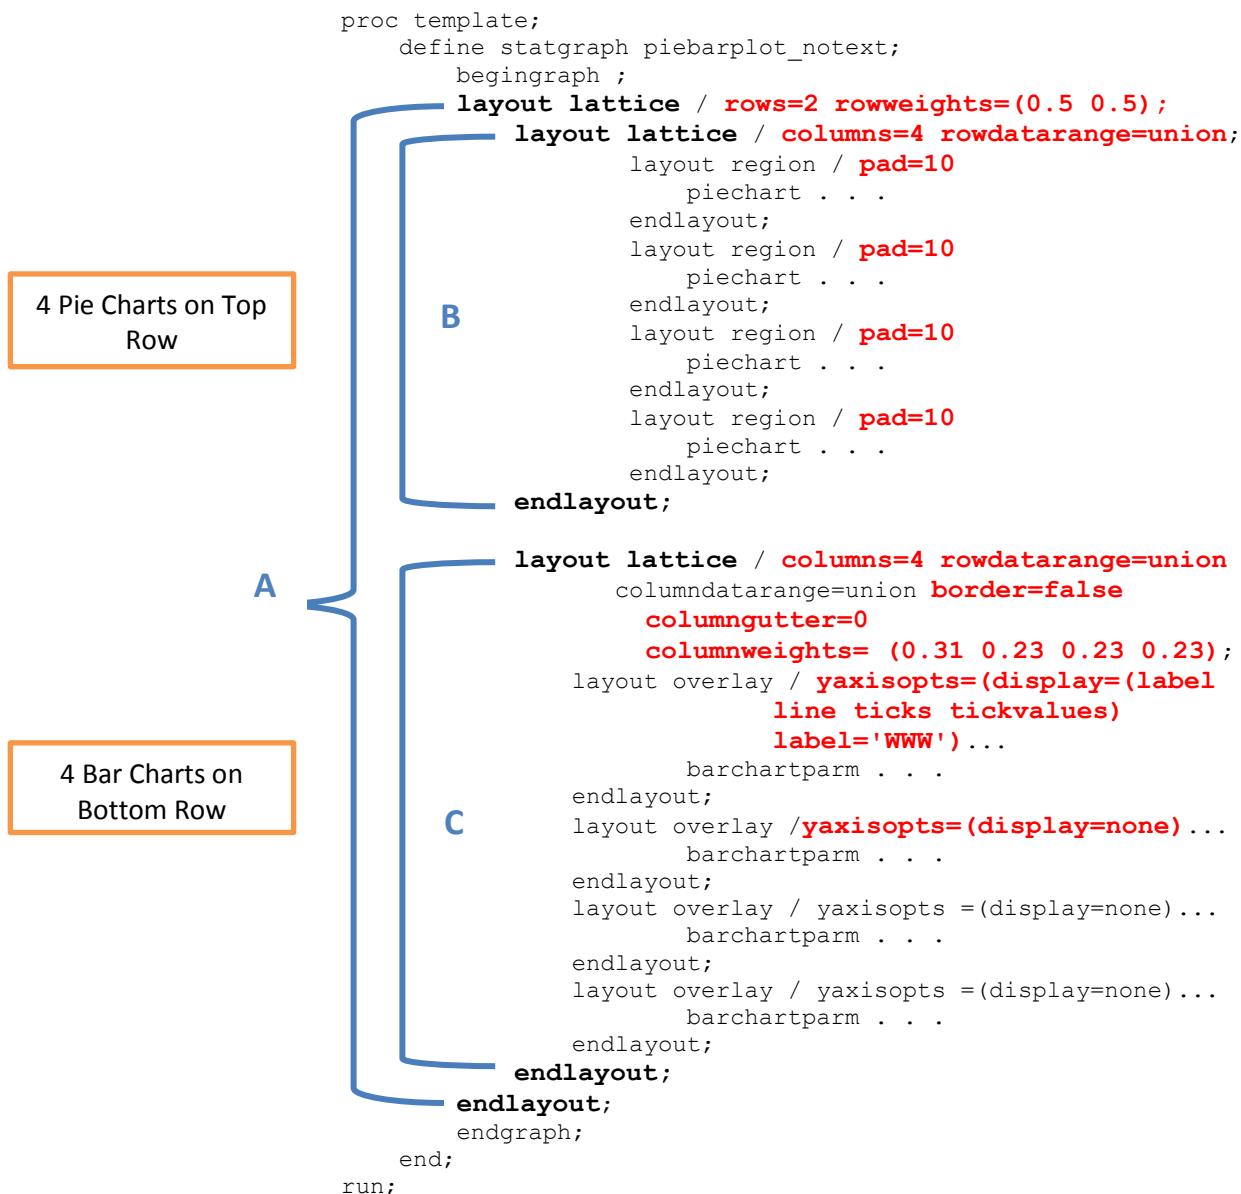 proc template;
define statgraph piebarplot_notext;
begingraph ;
layout lattice / rows=2 rowweights=(0.5 0.5);
layout lattice / columns=4 rowdatarange=union;
layout region / pad=10
piechart . . .
endlayout;
layout region / pad=10
piechart . . .
endlayout;
4 Pie Charts on Top
Row
B
layout region / pad=10
piechart . . .
endlayout;
layout region / pad=10
piechart . . .
endlayout;
endlayout;
A
layout lattice / columns=4 rowdatarange=union
columndatarange=union border=false
columngutter=0
columnweights= (0.31 0.23 0.23 0.23);
layout overlay / yaxisopts=(display=(label
line ticks tickvalues)
label='WWW')...
barchartparm . . .
endlayout;
4 Bar Charts on
Bottom Row
C
layout overlay /yaxisopts=(display=none)...
barchartparm . . .
endlayout;
layout overlay / yaxisopts =(display=none)...
barchartparm . . .
endlayout;
layout overlay / yaxisopts =(display=none)...
barchartparm . . .
endlayout;
endlayout;
endlayout;
endgraph;
end;
run;